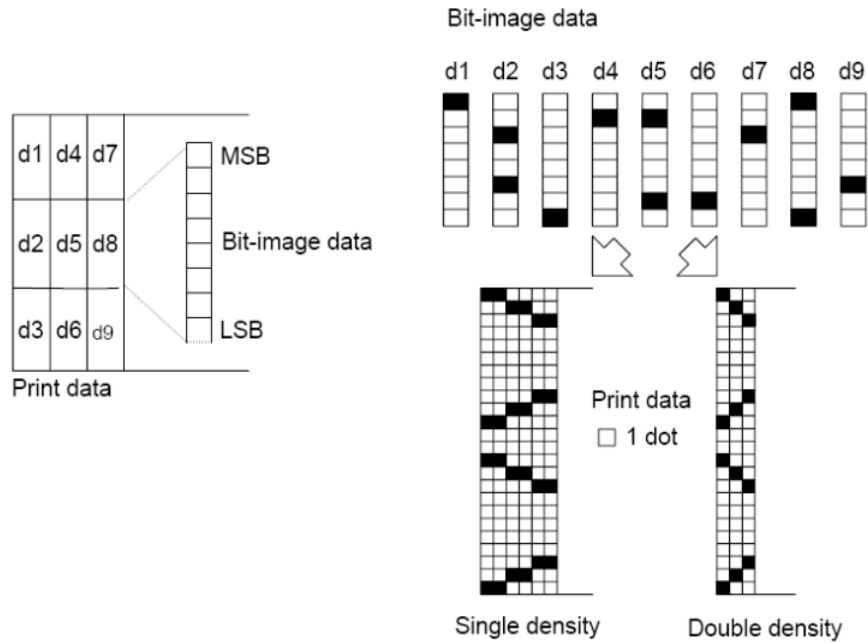 Bit-image data
d1 d2 d3 d4 d5 d6 d7 d8 d9
d1 d4 d7
MSB
d2 d5 d8
Bit-image data
d3 d6 d9
LSB
Print data
Print data
1 dot
Single density
Double density